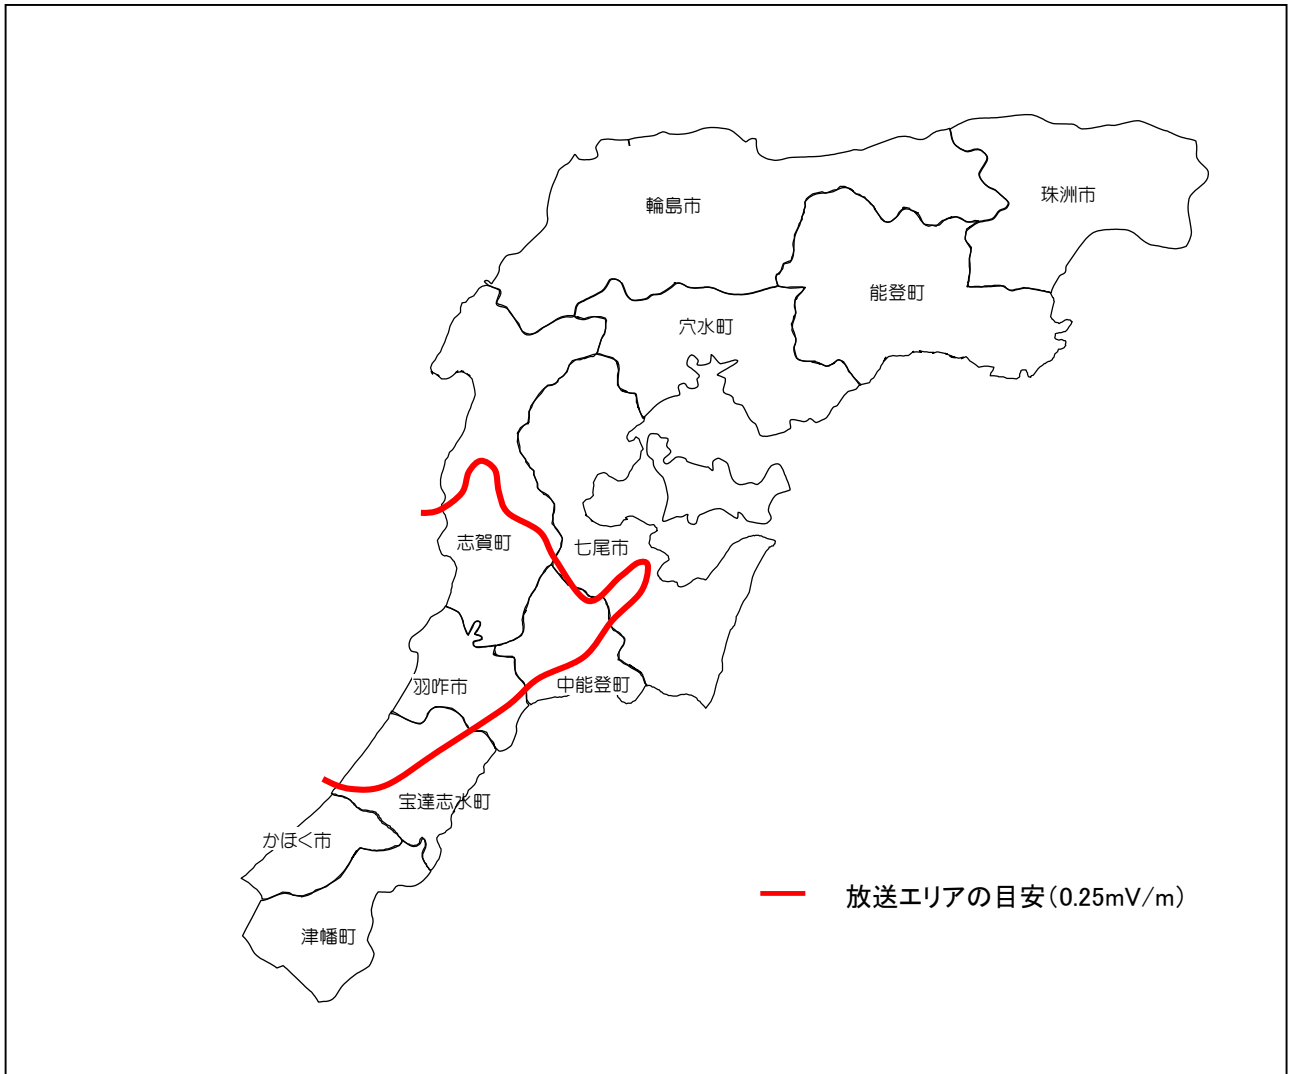 珠洲市
輪島市
能登町
穴水町
志賀町
七尾市
羽咋市
中能登町
宝達志水町
かほく市
放送エリアの目安(0.25mV/m)
津幡町